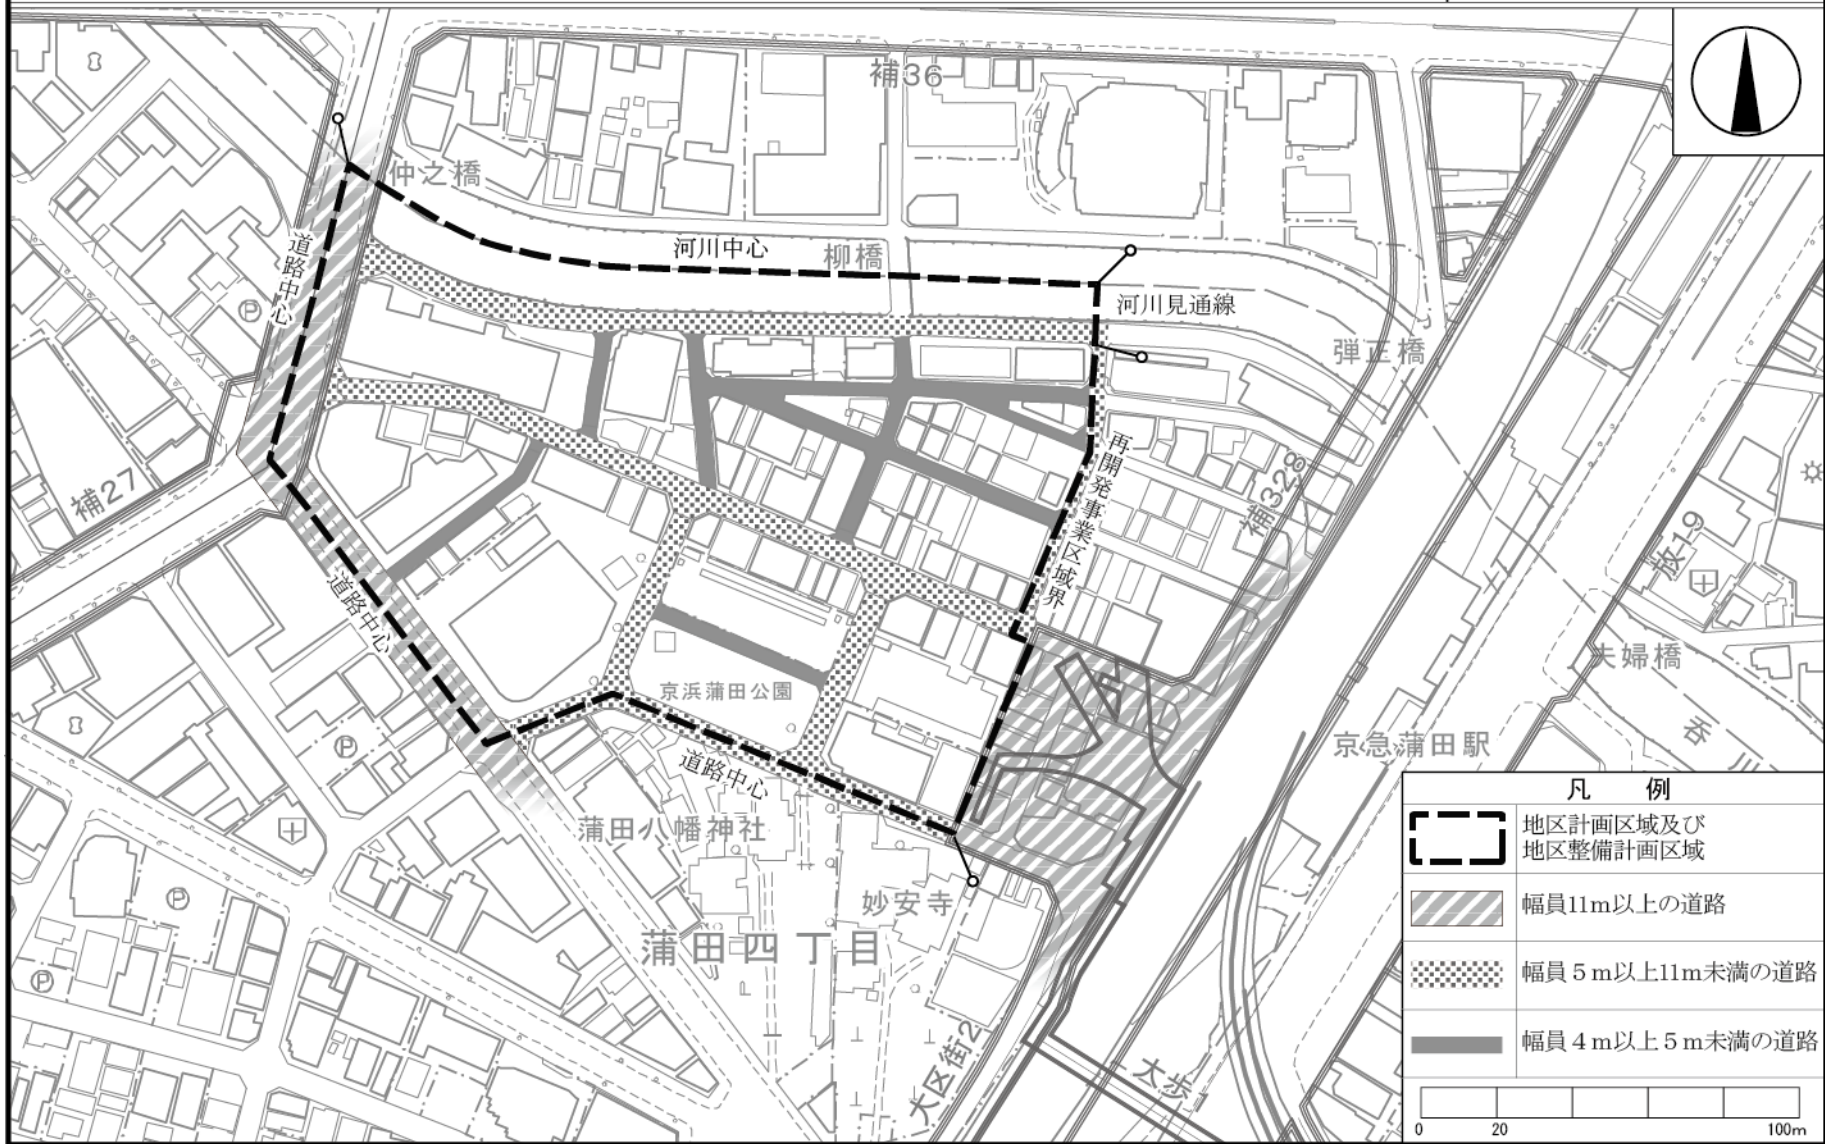 補36
仲之橋
河川中心
柳橋
河川見通線
弾正橋
道路中心
補27
再開発事業区域界
補328
放19
道路中心
京浜蒲田公園
夫婦橋
呑川
京急蒲田駅
道路中心
蒲田八幡神社
妙安寺
蒲田四丁目
大区街2
大歩
凡例
地区計画区域及び
地区整備計画区域
幅員11m以上の道路
幅員5m以上11m未満の道路
幅員4m以上5m未満の道路
0 20 100m
P
P
P
P